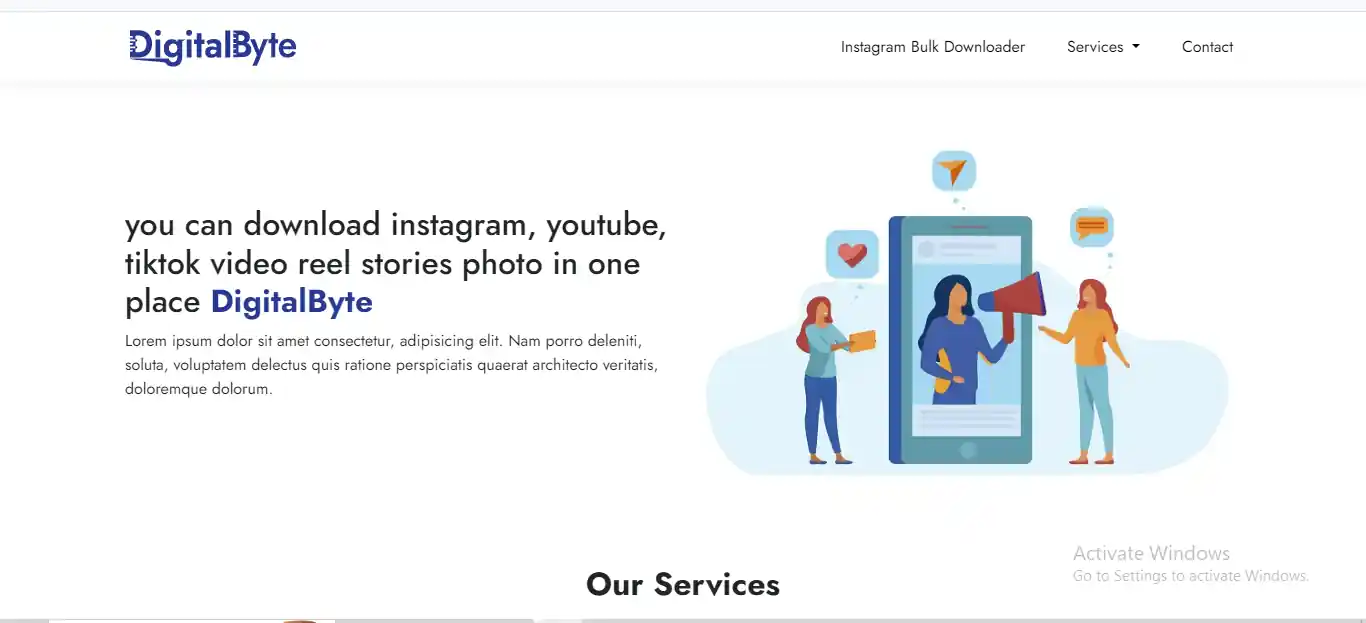 DigitalByte
Instagram Bulk Downloader Services Contact
you can download instagram, youtube,
tiktok video reel stories photo in one
place DigitalByte
Lorem ipsum dolor sit amet consectetur, adipisicing elit. Nam porro deleniti,
soluta, voluptatem delectus quis ratione perspiciatis quaerat architecto veritatis,
doloremque dolorum.
Activate Windows
Go to Settings to activate Windows.
Our Services